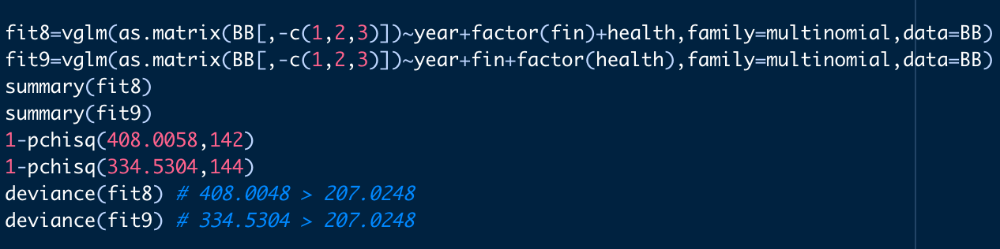 fit8=vglm(as.matrix(BB[,-c(1,2,3)])~year+factor(fin)+health,family=multinomial,data=BB)
fit9=vglm(as.matrix(BB[,-c(1,2,3)])~year+fin+factor(health),family=multinomial,data=BB)
summary(fit8)
summary(fit9)
1-pchisq(408.0058,142)
1-pchisq(334.5304,144)
deviance(fit8) # 408.0048 > 207.0248
deviance(fit9) # 334.5304 > 207.0248